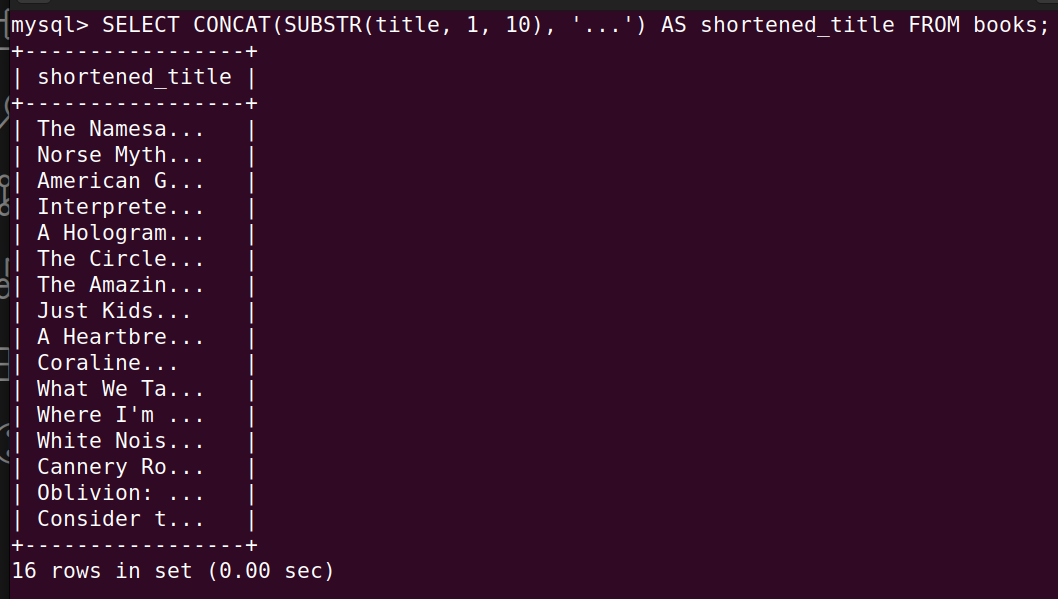 mysql> SELECT CONCAT(SUBSTR(title, 1, 10), '...') AS shortened_title FROM books;
+-----------------+
| shortened_title |
+-----------------+
| The Namesa...   |
| Norse Myth...   |
| American G...   |
| Interprete...   |
| A Hologram...   |
| The Circle...   |
| The Amazin...   |
| Just Kids...    |
| A Heartbre...   |
| Coraline...     |
| What We Ta...   |
| Where I'm ...   |
| White Nois...   |
| Cannery Ro...   |
| Oblivion: ...   |
| Consider t...   |
+-----------------+
16 rows in set (0.00 sec)